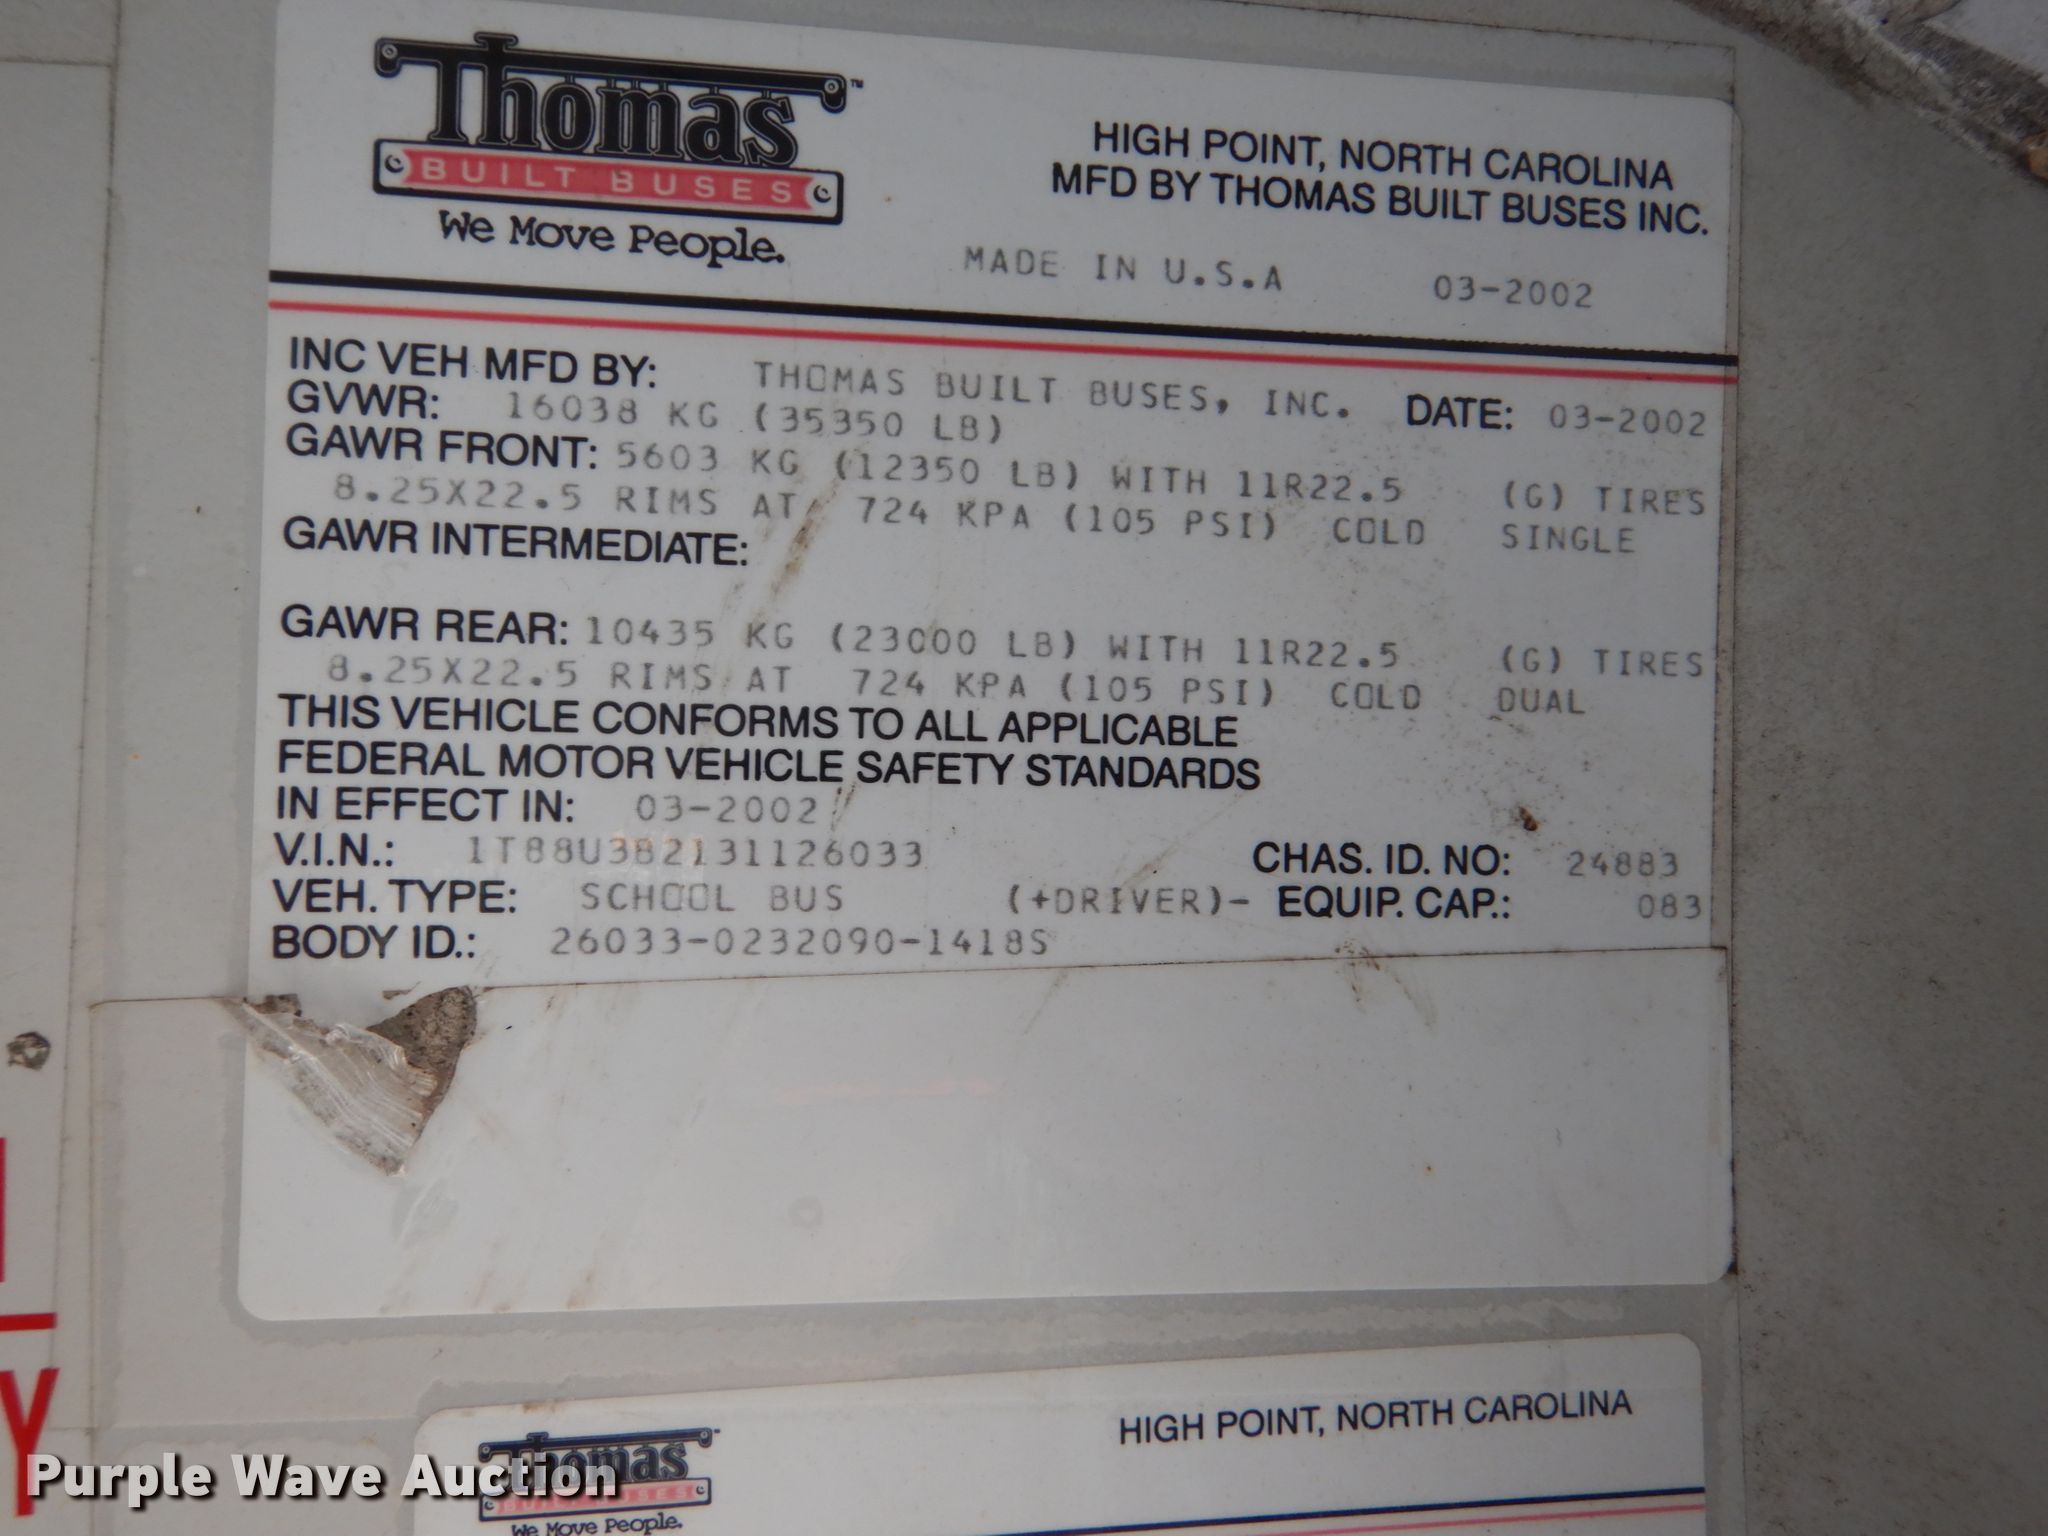 Thomas ™
BUILT BUSES
We Move People.
HIGH POINT, NORTH CAROLINA
MFD BY THOMAS BUILT BUSES INC.
MADE IN U.S.A 03-2002
INC VEH MFD BY: THOMAS BUILT BUSES, INC. DATE: 03-2002
GVWR: 16038 KG (35350 LB)
GAWR FRONT: 5603 KG (12350 LB) WITH 11R22.5 (G) TIRES
8.25X22.5 RIMS AT 724 KPA (105 PSI) COLD SINGLE
GAWR INTERMEDIATE:
GAWR REAR: 10435 KG (23000 LB) WITH 11R22.5 (G) TIRES
8.25X22.5 RIMS AT 724 KPA (105 PSI) COLD DUAL
THIS VEHICLE CONFORMS TO ALL APPLICABLE
FEDERAL MOTOR VEHICLE SAFETY STANDARDS
IN EFFECT IN: 03-2002
V.I.N.: 1T88U3B2131126033 CHAS. ID. NO: 24883
VEH. TYPE: SCHOOL BUS (+DRIVER)- EQUIP. CAP.: 083
BODY ID.: 26033-0232090-1418S
Y
Thomas
BUILT BUSES
We Move People.
HIGH POINT, NORTH CAROLINA
Purple Wave Auction